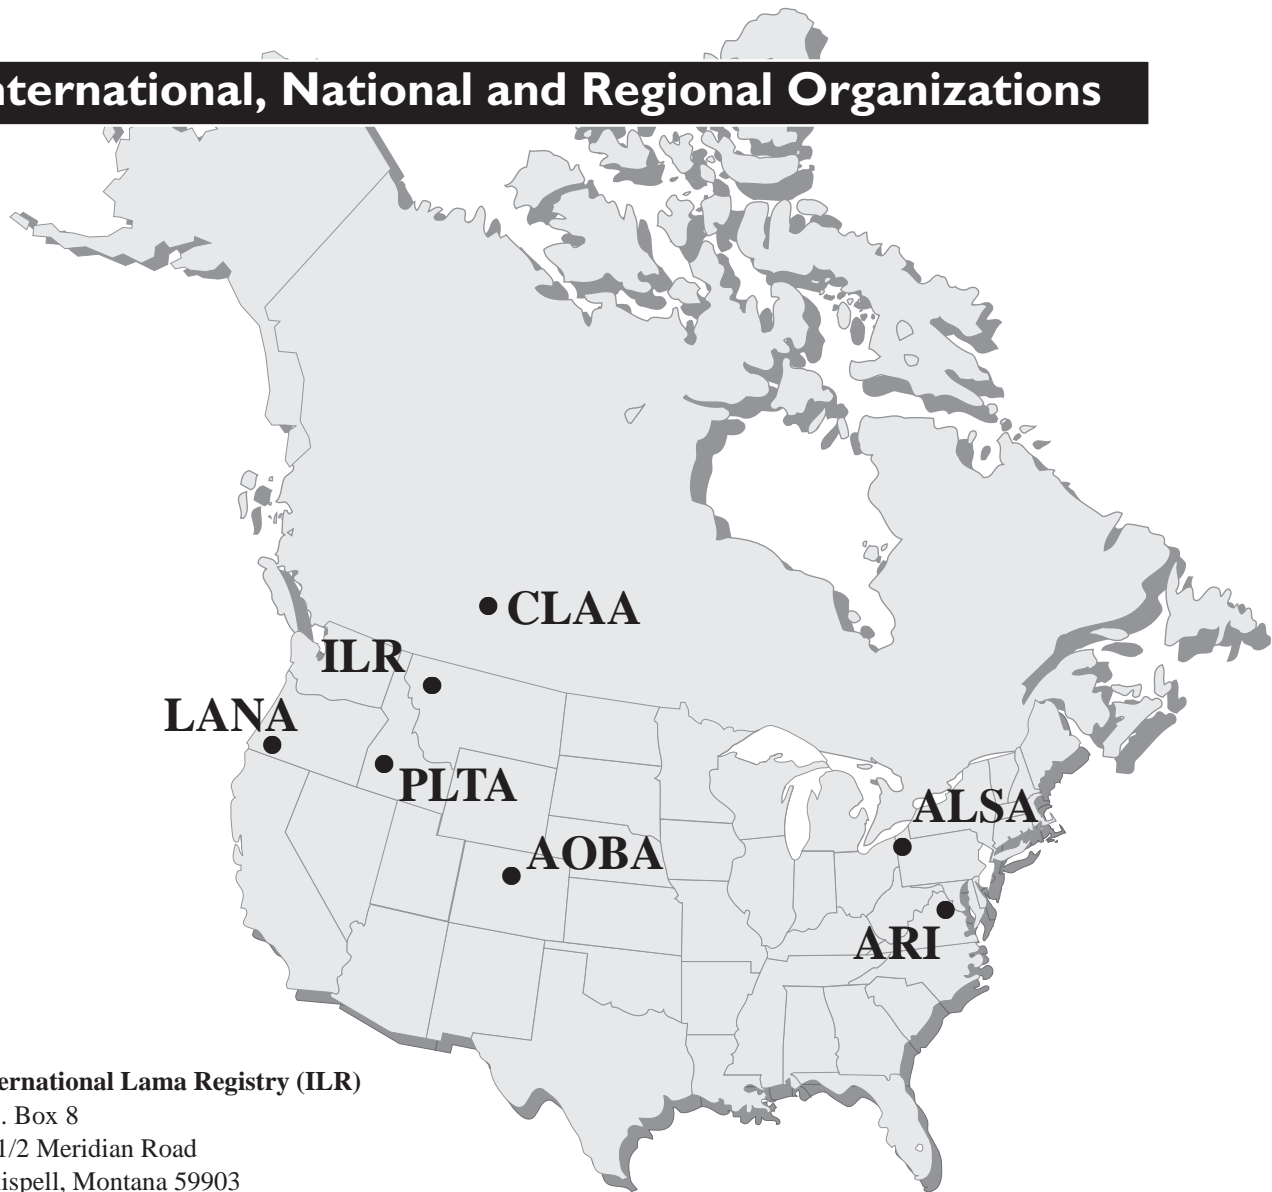 nternational, National and Regional Organizations
CLAA
ILR
LANA
PLTA
ALSA
AOBA
ARI
ernational Lama Registry (ILR)
. Box 8
1/2 Meridian Road
ispell, Montana 59903